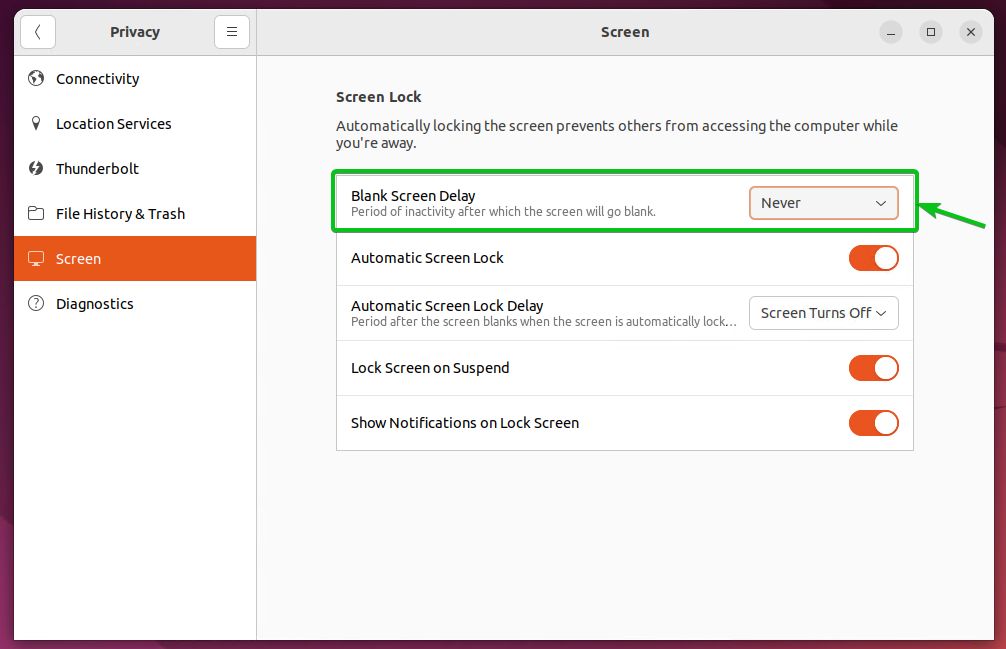 Privacy
Screen
Connectivity
Location Services
Thunderbolt
File History & Trash
Screen
Diagnostics
Screen Lock
Automatically locking the screen prevents others from accessing the computer while
you're away.
Blank Screen Delay
Period of inactivity after which the screen will go blank.
Never
Automatic Screen Lock
Automatic Screen Lock Delay
Period after the screen blanks when the screen is automatically lock…
Screen Turns Off
Lock Screen on Suspend
Show Notifications on Lock Screen